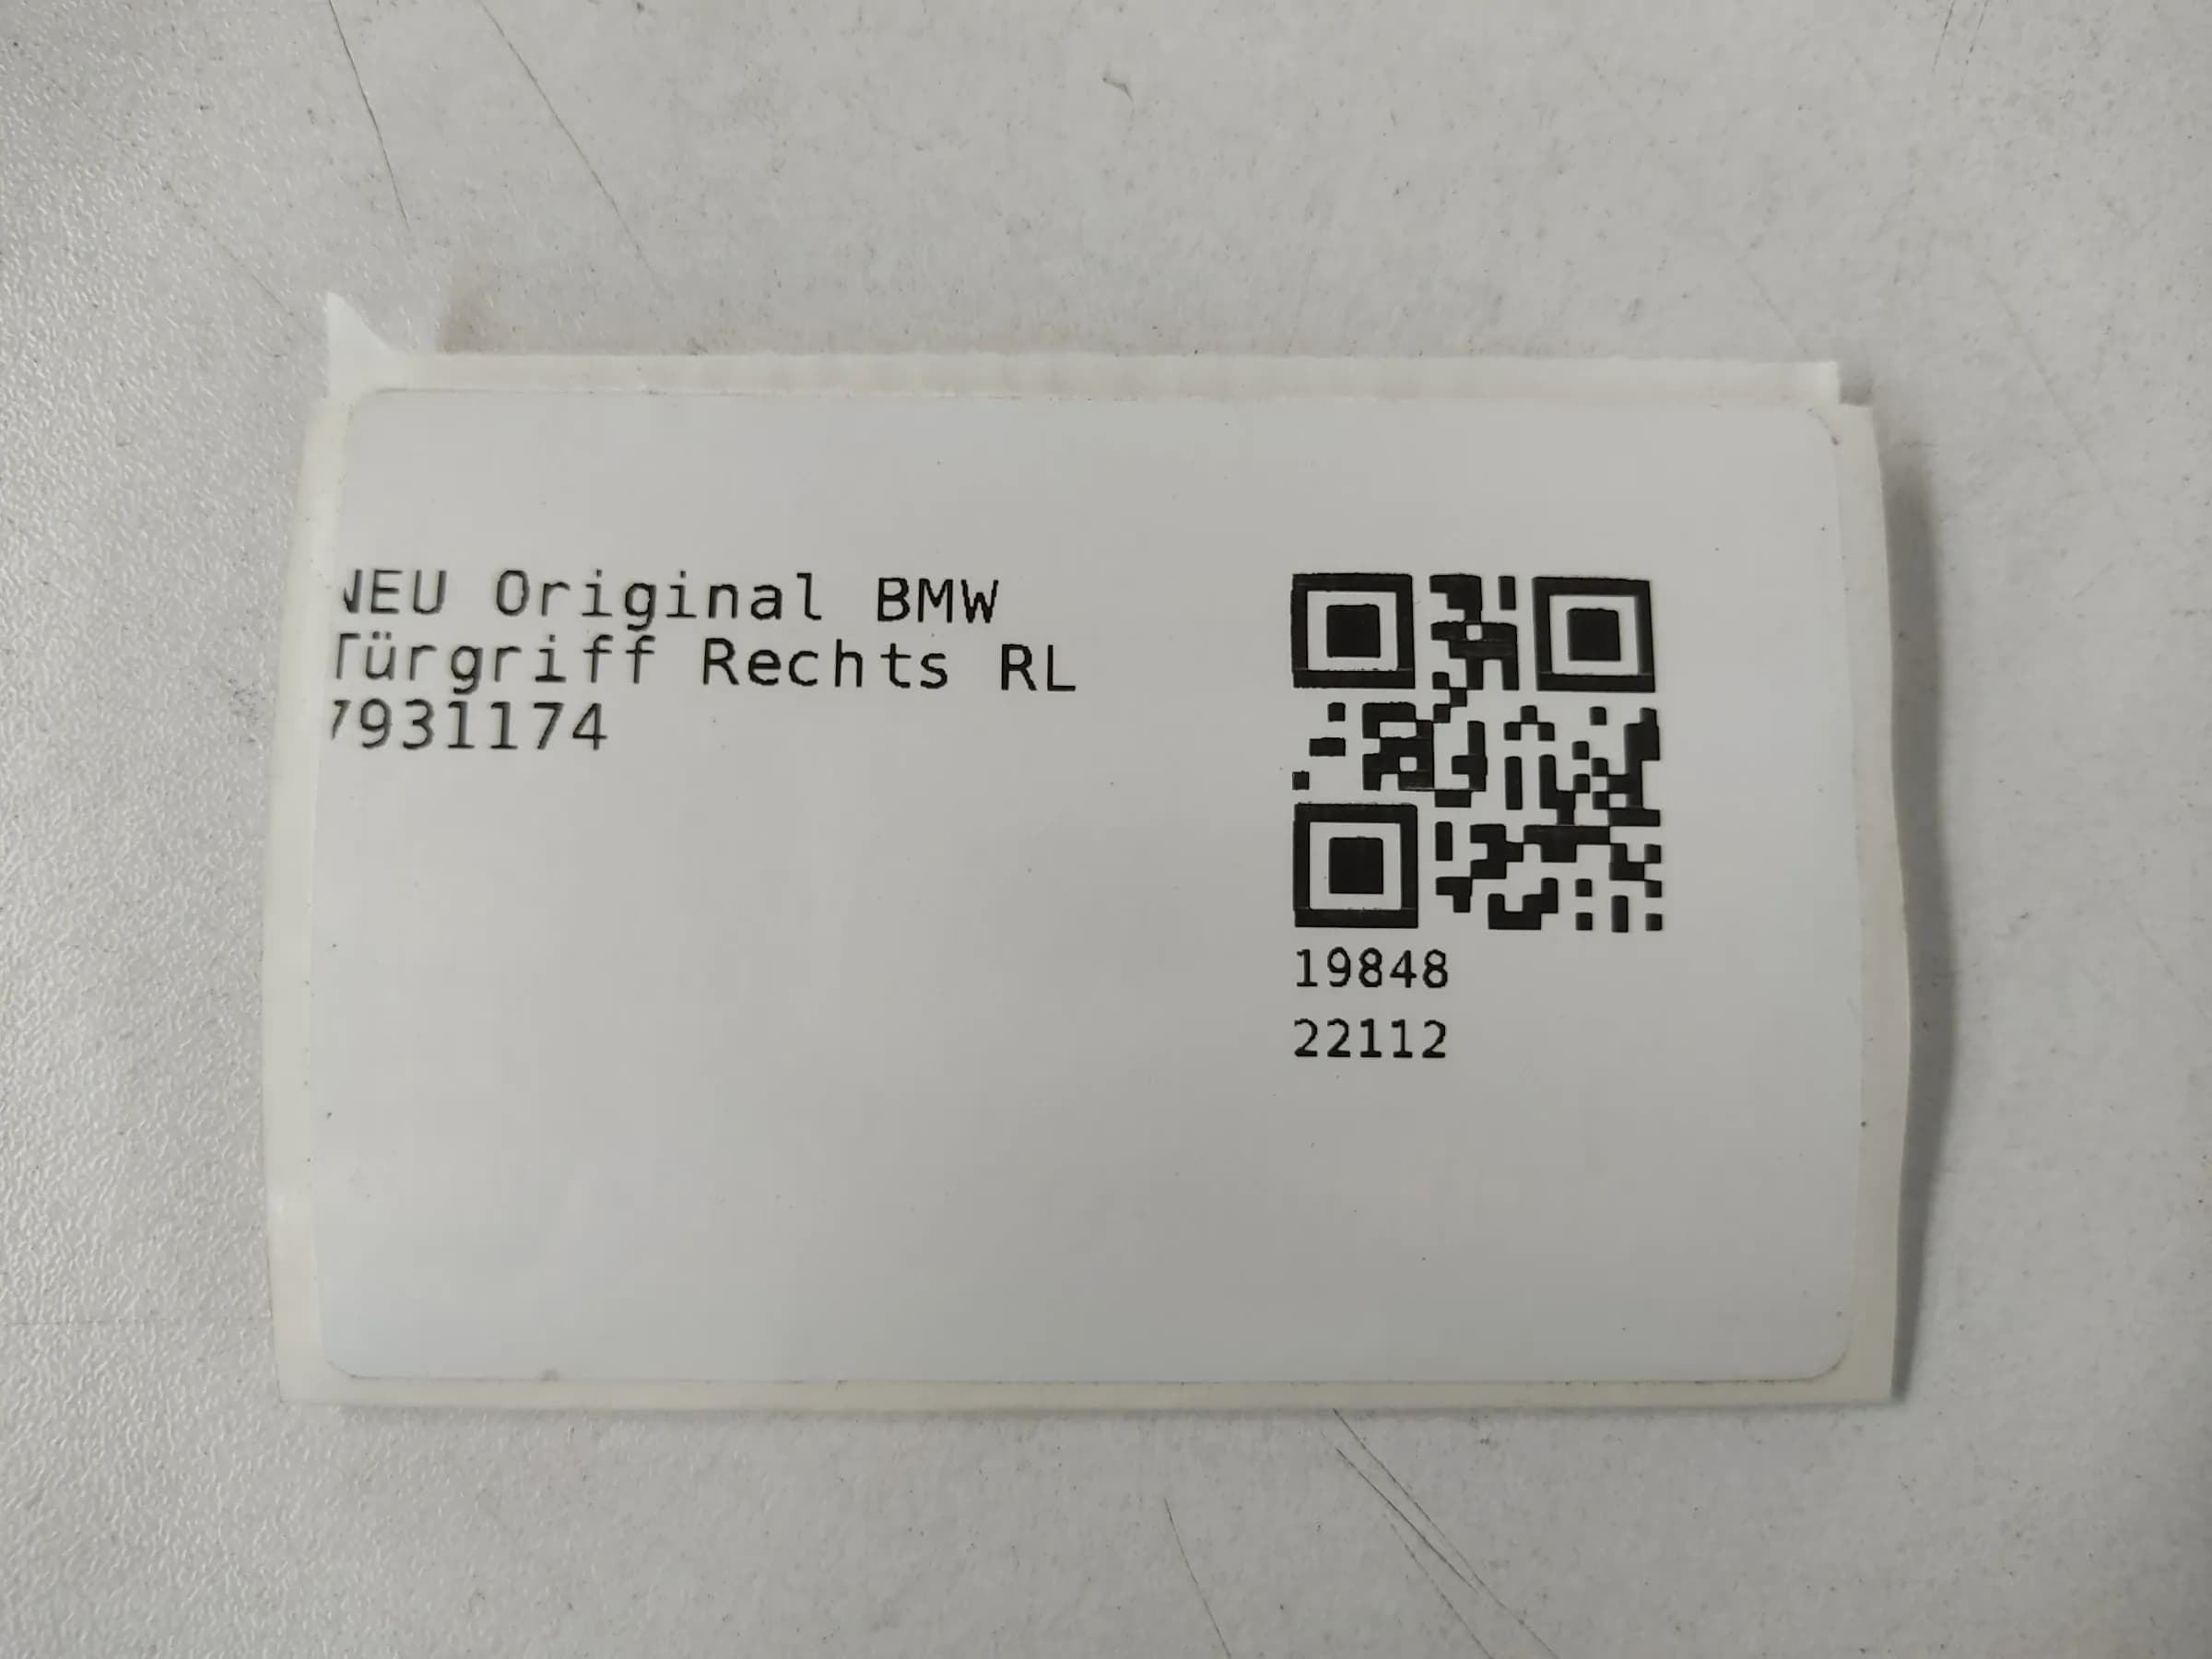 NEU Original BMW
Türgriff Rechts RL
7931174
19848
22112